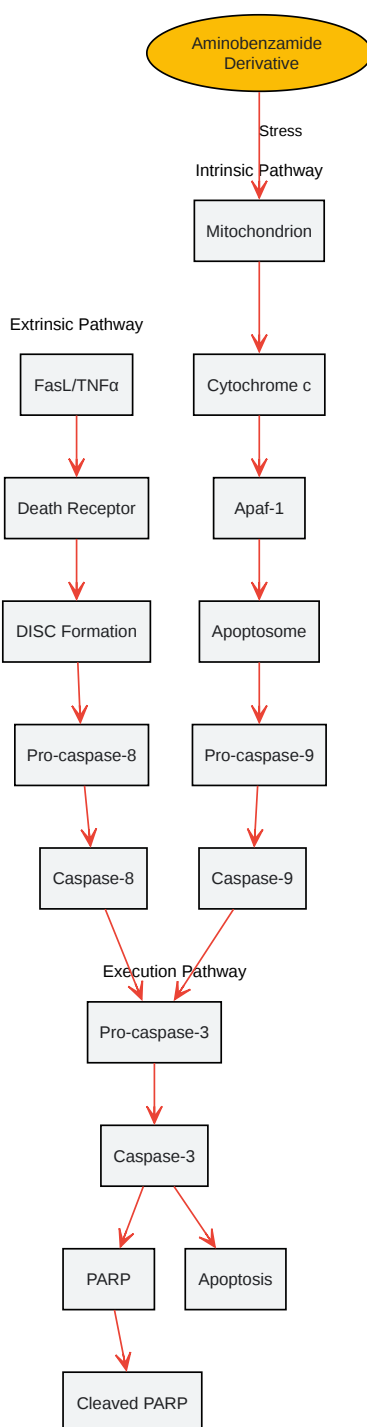 Aminobenzamide
Derivative
Stress
Intrinsic Pathway
Mitochondrion
Extrinsic Pathway
FasL/TNFα
Cytochrome c
Death Receptor
Apaf-1
DISC Formation
Apoptosome
Pro-caspase-8
Pro-caspase-9
Caspase-8
Caspase-9
Execution Pathway
Pro-caspase-3
Caspase-3
PARP
Apoptosis
Cleaved PARP